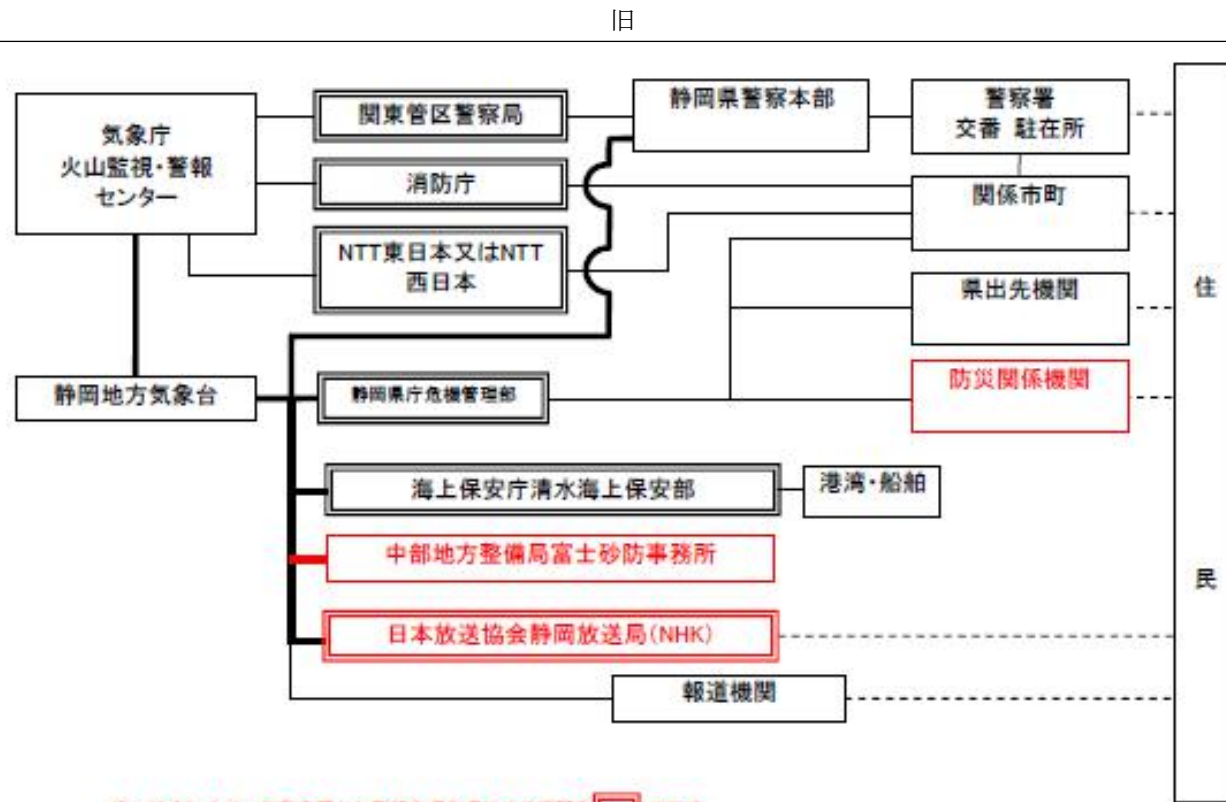 旧
気象庁
火山監視・警報
センター
関東管区警察局
静岡県警察本部
警察署
交番 駐在所
消防庁
関係市町
NTT東日本又はNTT
西日本
県出先機関
静岡地方気象台
静岡県庁危機管理部
防災関係機関
海上保安庁清水海上保安部
港湾・船舶
中部地方整備局富士砂防事務所
日本放送協会静岡放送局(NHK)
報道機関
住
民